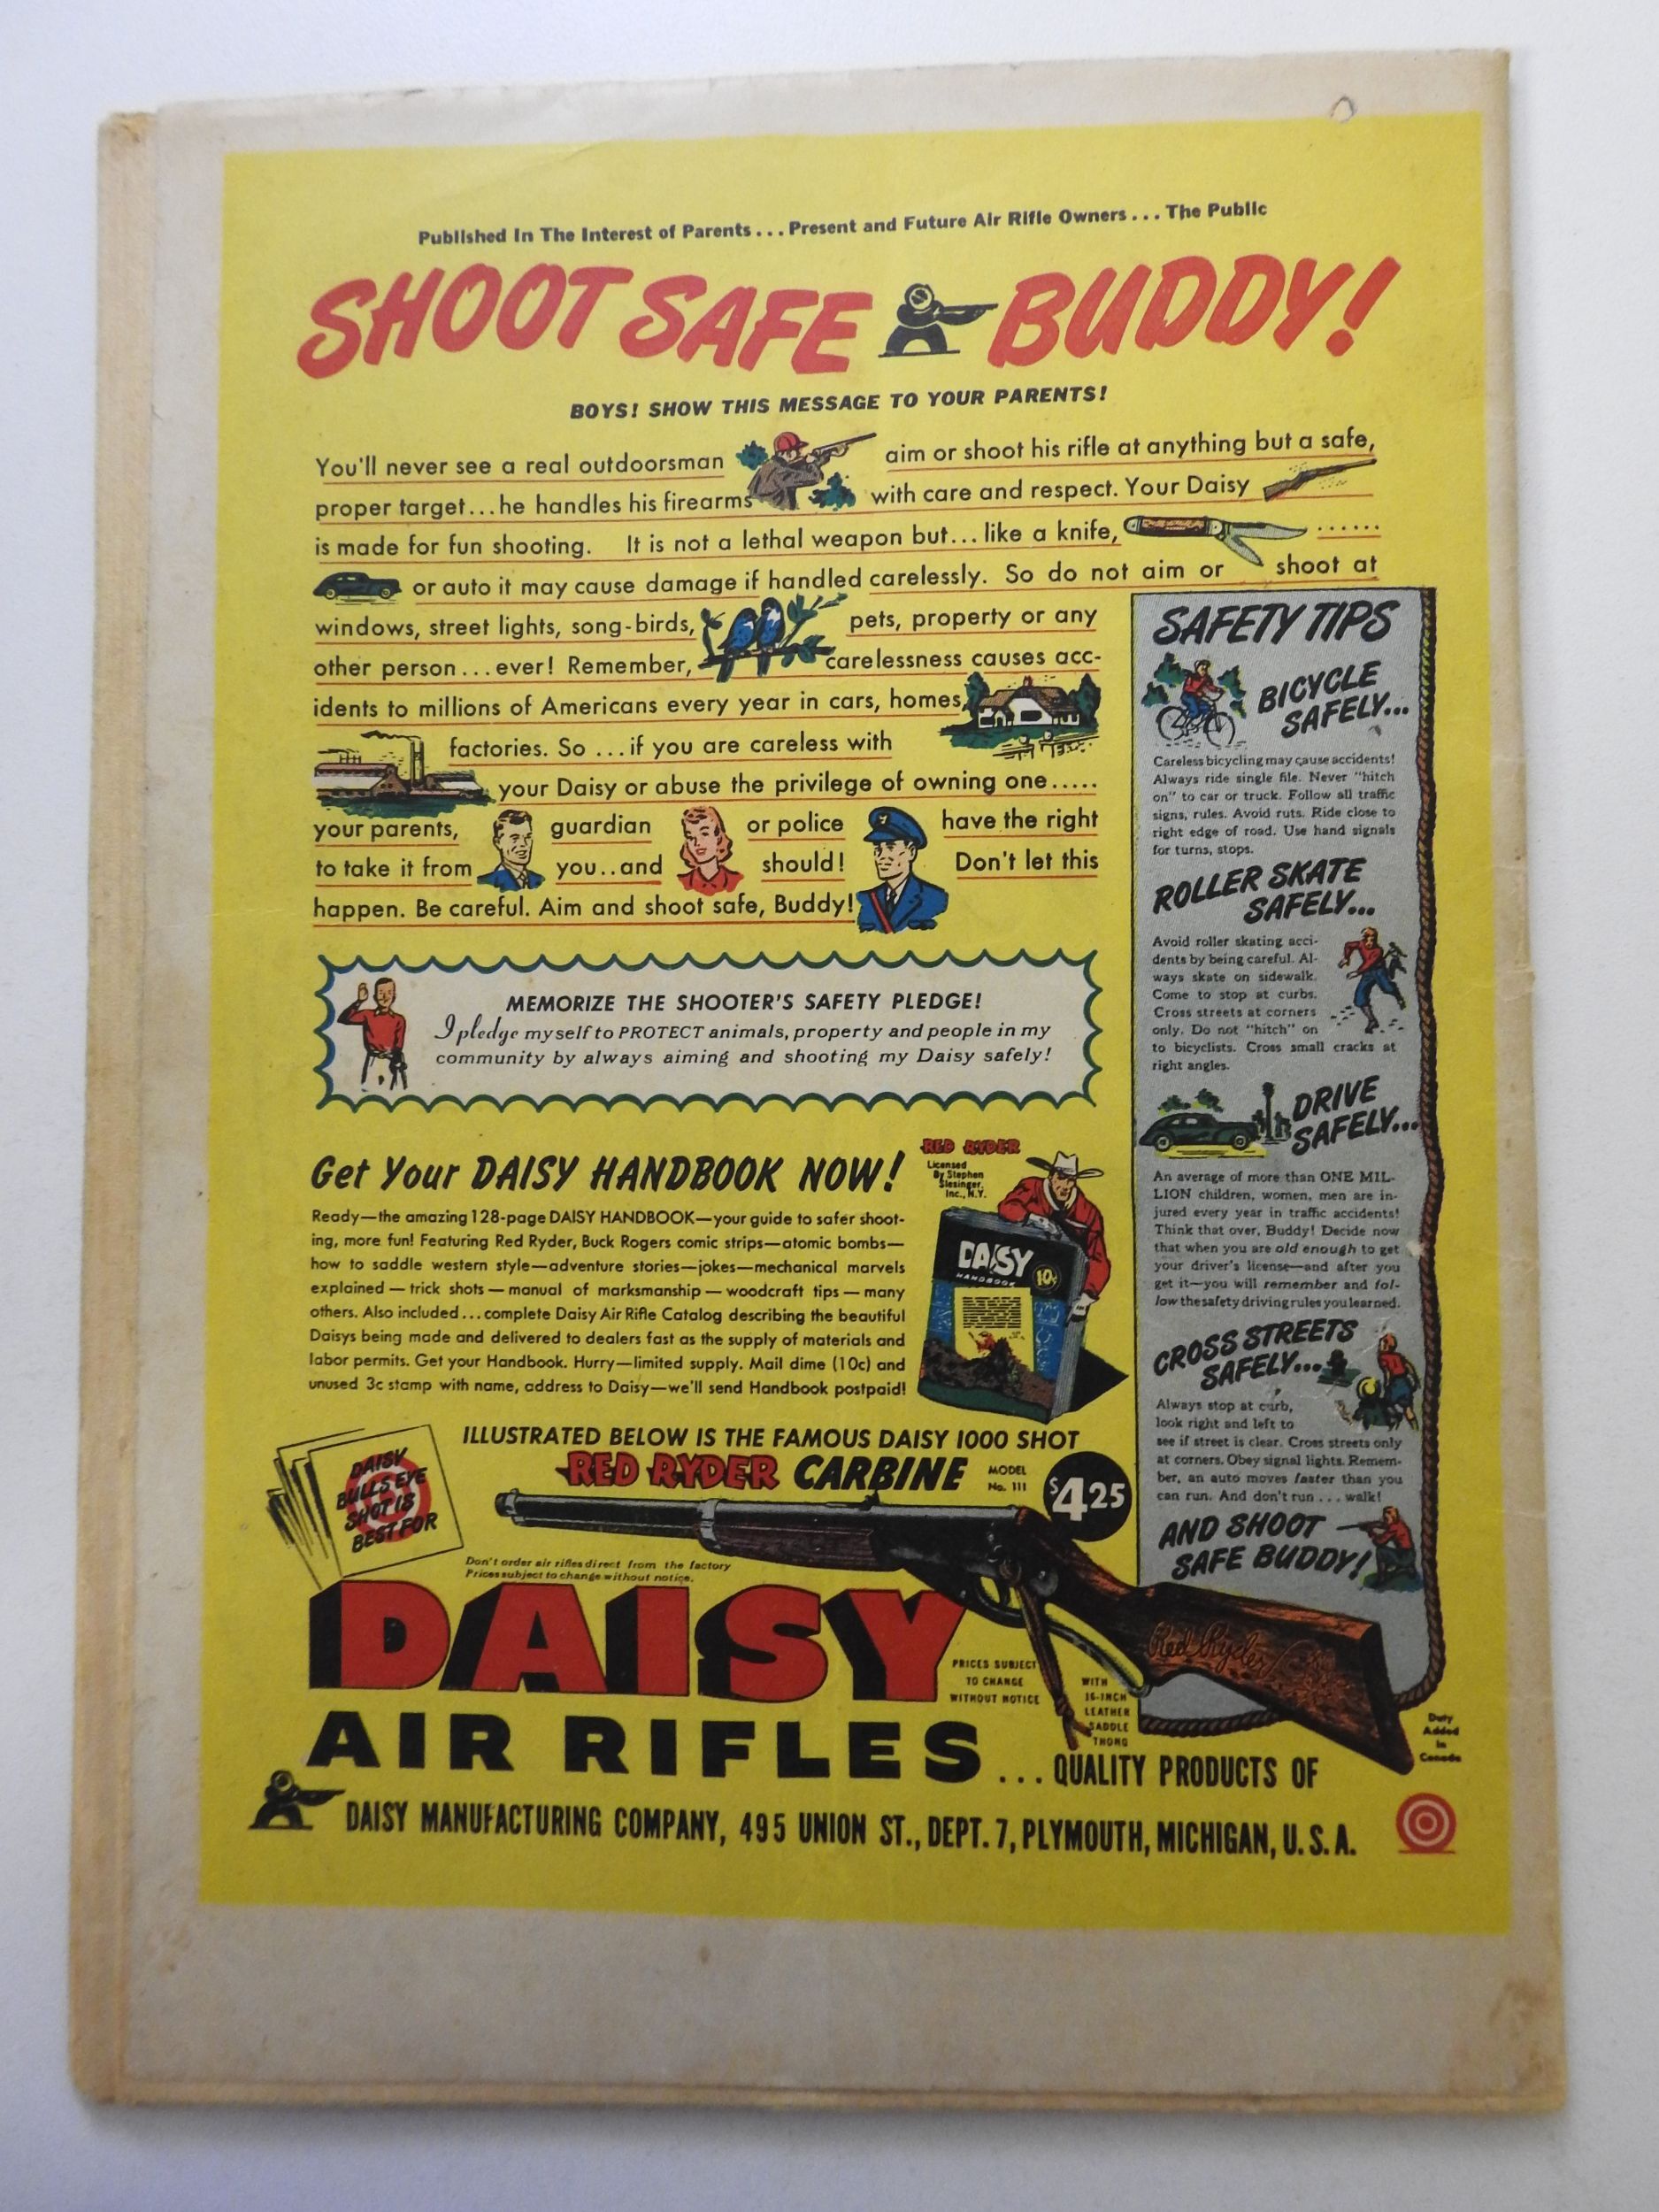 Published In The Interest of Parents... Present and Future Air Rifle Owners... The Public
SHOOT SAFE BUDDY!
BOYS! SHOW THIS MESSAGE TO YOUR PARENTS!
You'll never see a real outdoorsman aim or shoot his rifle at anything but a safe,
proper target...he handles his firearms with care and respect. Your Daisy
is made for fun shooting. It is not a lethal weapon but... like a knife, ......
or auto it may cause damage if handled carelessly. So do not aim or shoot at
windows, street lights, song-birds, pets, property or any
other person...ever! Remember, carelessness causes acc-
idents to millions of Americans every year in cars, homes,
factories. So ...if you are careless with
your Daisy or abuse the privilege of owning one.....
your parents, guardian or police have the right
to take it from you..and should! Don't let this
happen. Be careful. Aim and shoot safe, Buddy!
MEMORIZE THE SHOOTER'S SAFETY PLEDGE!
I pledge myself to PROTECT animals, property and people in my
community by always aiming and shooting my Daisy safely!
Get Your DAISY HANDBOOK NOW!
Ready—the amazing 128-page DAISY HANDBOOK—your guide to safer shoot-
ing, more fun! Featuring Red Ryder, Buck Rogers comic strips—atomic bombs—
how to saddle western style—adventure stories—jokes—mechanical marvels
explained — trick shots — manual of marksmanship — woodcraft tips — many
others. Also included...complete Daisy Air Rifle Catalog describing the beautiful
Daisys being made and delivered to dealers fast as the supply of materials and
labor permits. Get your Handbook. Hurry—limited supply. Mail dime (10c) and
unused 3c stamp with name, address to Daisy—we'll send Handbook postpaid!
RED RYDER
Licensed
By Stephen
Slesinger,
Inc., N.Y.
DAISY
HANDBOOK
10¢
SAFETY TIPS
BICYCLE
SAFELY...
Careless bicycling may cause accidents!
Always ride single file. Never "hitch
on" to car or truck. Follow all traffic
signs, rules. Avoid ruts. Ride close to
right edge of road. Use hand signals
for turns, stops.
ROLLER SKATE
SAFELY...
Avoid roller skating acci-
dents by being careful. Al-
ways skate on sidewalk.
Come to stop at curbs.
Cross streets at corners
only. Do not "hitch" on
to bicyclists. Cross small cracks at
right angles.
DRIVE
SAFELY...
An average of more than ONE MIL-
LION children, women, men are in-
jured every year in traffic accidents!
Think that over, Buddy! Decide now
that when you are old enough to get
your driver's license—and after you
get it—you will remember and fol-
low the safety driving rules you learned.
CROSS STREETS
SAFELY...
Always stop at curb,
look right and left to
see if street is clear. Cross streets only
at corners. Obey signal lights. Remem-
ber, an auto moves faster than you
can run. And don't run ... walk!
AND SHOOT
SAFE BUDDY!
DAISY
BULLS EYE
SHOT IS
BEST FOR
ILLUSTRATED BELOW IS THE FAMOUS DAISY 1000 SHOT
RED RYDER CARBINE
MODEL
No. 111
$4.25
Don't order air rifles direct from the factory
Prices subject to change without notice.
Red Ryder
DAISY
PRICES SUBJECT
TO CHANGE
WITHOUT NOTICE
WITH
16-INCH
LEATHER
SADDLE
THONG
Duty
Added
In
Canada
AIR RIFLES ... QUALITY PRODUCTS OF
DAISY MANUFACTURING COMPANY, 495 UNION ST., DEPT. 7, PLYMOUTH, MICHIGAN, U.S.A.